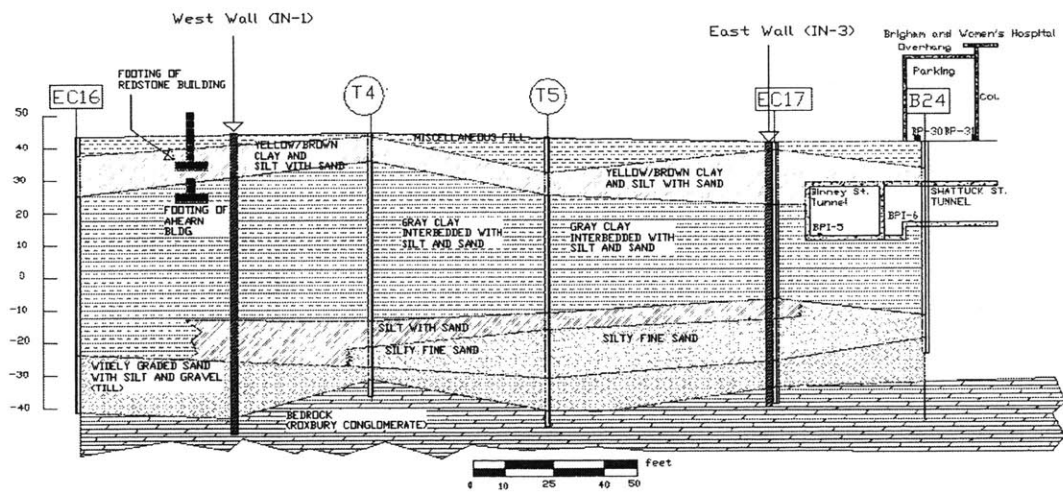 West Wall (IN-1)
East Wall (IN-3)
Brigham and Women's Hospital
Overhang
Parking
COL
FOOTING OF
REDSTONE BUILDING
EC16
T4
T5
EC17
B24
BP-30
BP-31
50
40
30
20
10
0
-10
-20
-30
-40
MISCELLANEOUS FILL
YELLOW/BROWN
CLAY AND
SILT WITH SAND
YELLOW/BROWN CLAY
AND SILT WITH SAND
Binney St.
Tunnel
BPI-5
BPI-6
SHATTUCK ST.
TUNNEL
FOOTING OF
AHEARN
BLDG.
GRAY CLAY
INTERBEDDED WITH
SILT AND SAND
GRAY CLAY
INTERBEDDED WITH
SILT AND SAND
SILT WITH SAND
SILTY FINE SAND
SILTY FINE SAND
WIDELY GRADED SAND
WITH SILT AND GRAVEL
(TILL)
BEDROCK
(ROXBURY CONGLOMERATE)
feet
0 10 25 40 50